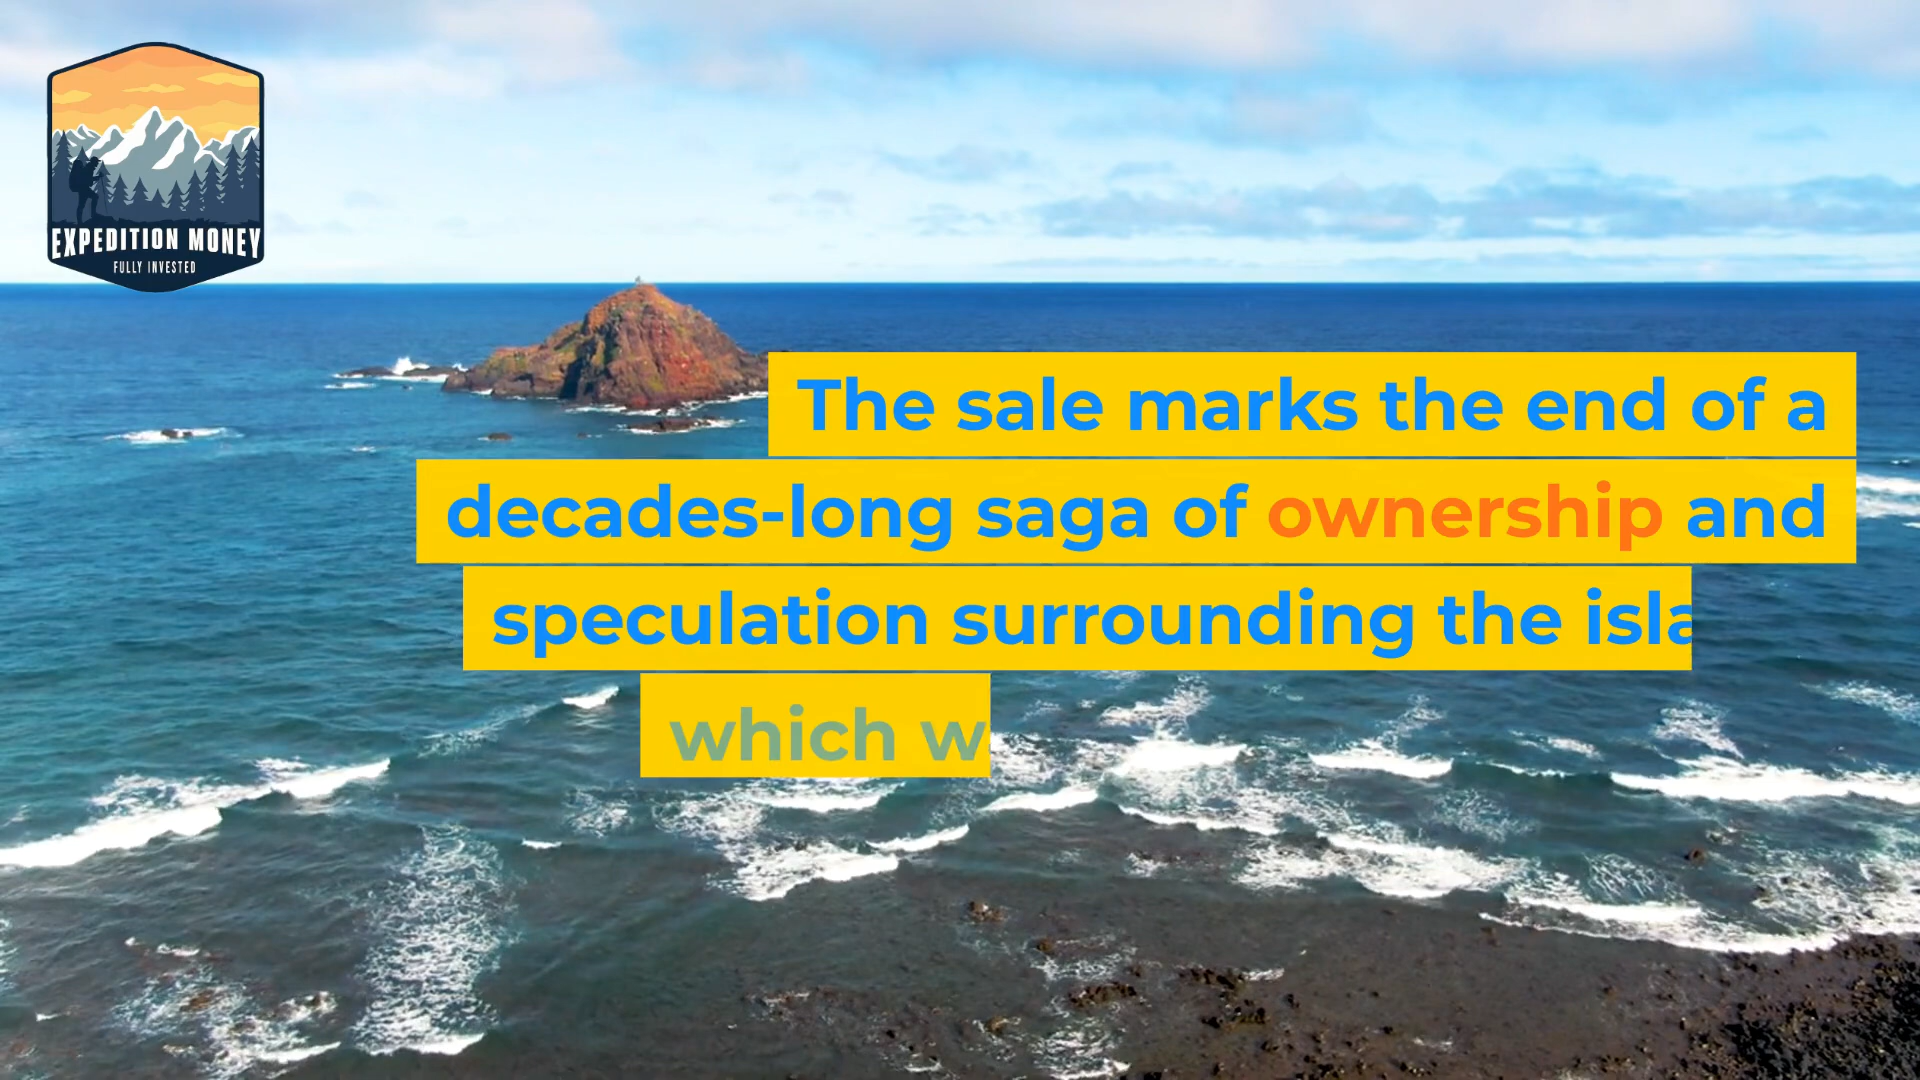 EXPEDITION MONEY
FULLY INVESTED
The sale marks the end of a
decades-long saga of ownership and
speculation surrounding the isla
which w